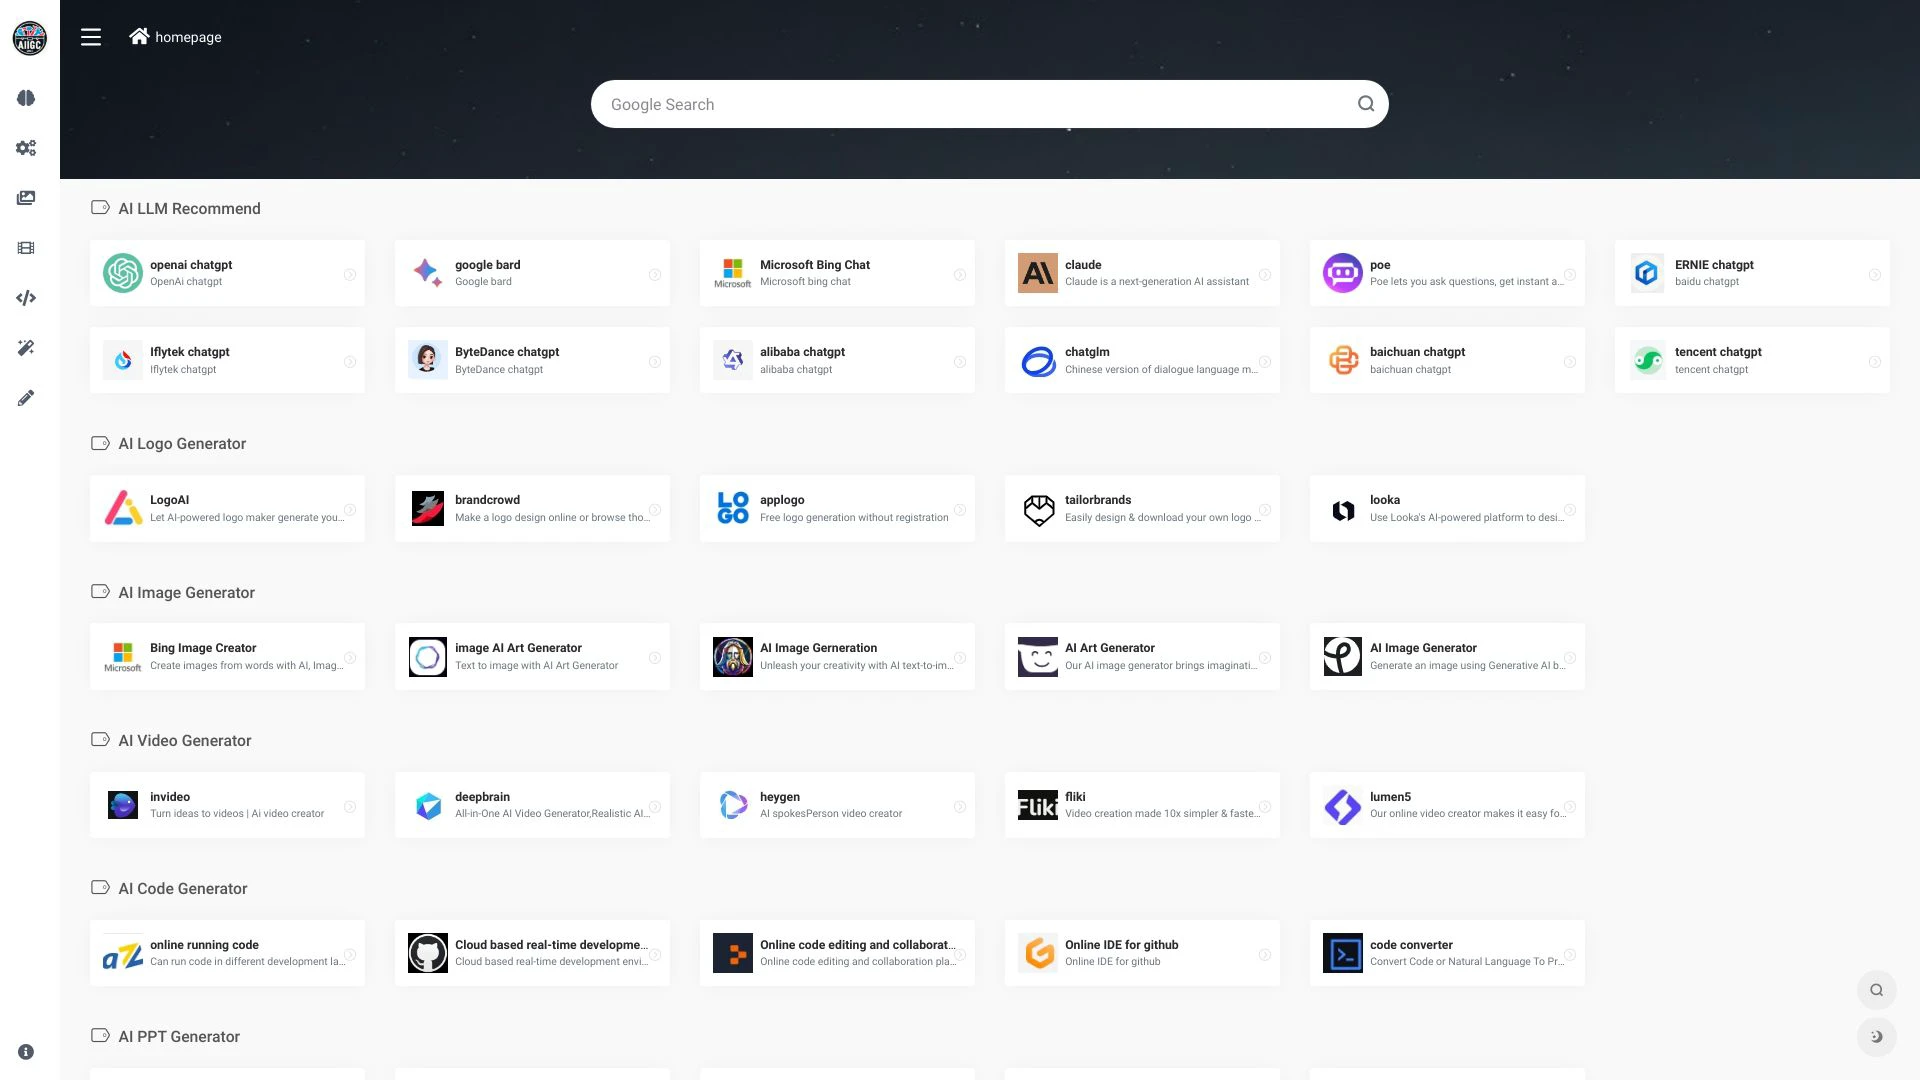 AIIGC
homepage
Google Search
AI LLM Recommend
openai chatgpt
OpenAi chatgpt
google bard
Google bard
Microsoft
Microsoft Bing Chat
Microsoft bing chat
claude
Claude is a next-generation AI assistant
poe
Poe lets you ask questions, get instant a...
ERNIE chatgpt
baidu chatgpt
Iflytek chatgpt
Iflytek chatgpt
ByteDance chatgpt
ByteDance chatgpt
alibaba chatgpt
alibaba chatgpt
chatglm
Chinese version of dialogue language m...
baichuan chatgpt
baichuan chatgpt
tencent chatgpt
tencent chatgpt
AI Logo Generator
LogoAI
Let AI-powered logo maker generate you...
brandcrowd
Make a logo design online or browse tho...
LO
GO
applogo
Free logo generation without registration
tailorbrands
Easily design & download your own logo ...
looka
Use Looka's AI-powered platform to desi...
AI Image Generator
Microsoft
Bing Image Creator
Create images from words with AI, Imag...
image AI Art Generator
Text to image with AI Art Generator
AI Image Gerneration
Unleash your creativity with AI text-to-im...
AI Art Generator
Our AI image generator brings imaginati...
AI Image Generator
Generate an image using Generative AI b...
AI Video Generator
invideo
Turn ideas to videos | Ai video creator
deepbrain
All-in-One AI Video Generator,Realistic AI...
heygen
AI spokesPerson video creator
Fliki
fliki
Video creation made 10x simpler & faste...
lumen5
Our online video creator makes it easy fo...
AI Code Generator
online running code
Can run code in different development la...
Cloud based real-time developme...
Cloud based real-time development envi...
Online code editing and collaborat...
Online code editing and collaboration pla...
Online IDE for github
Online IDE for github
code converter
Convert Code or Natural Language To Pr...
AI PPT Generator